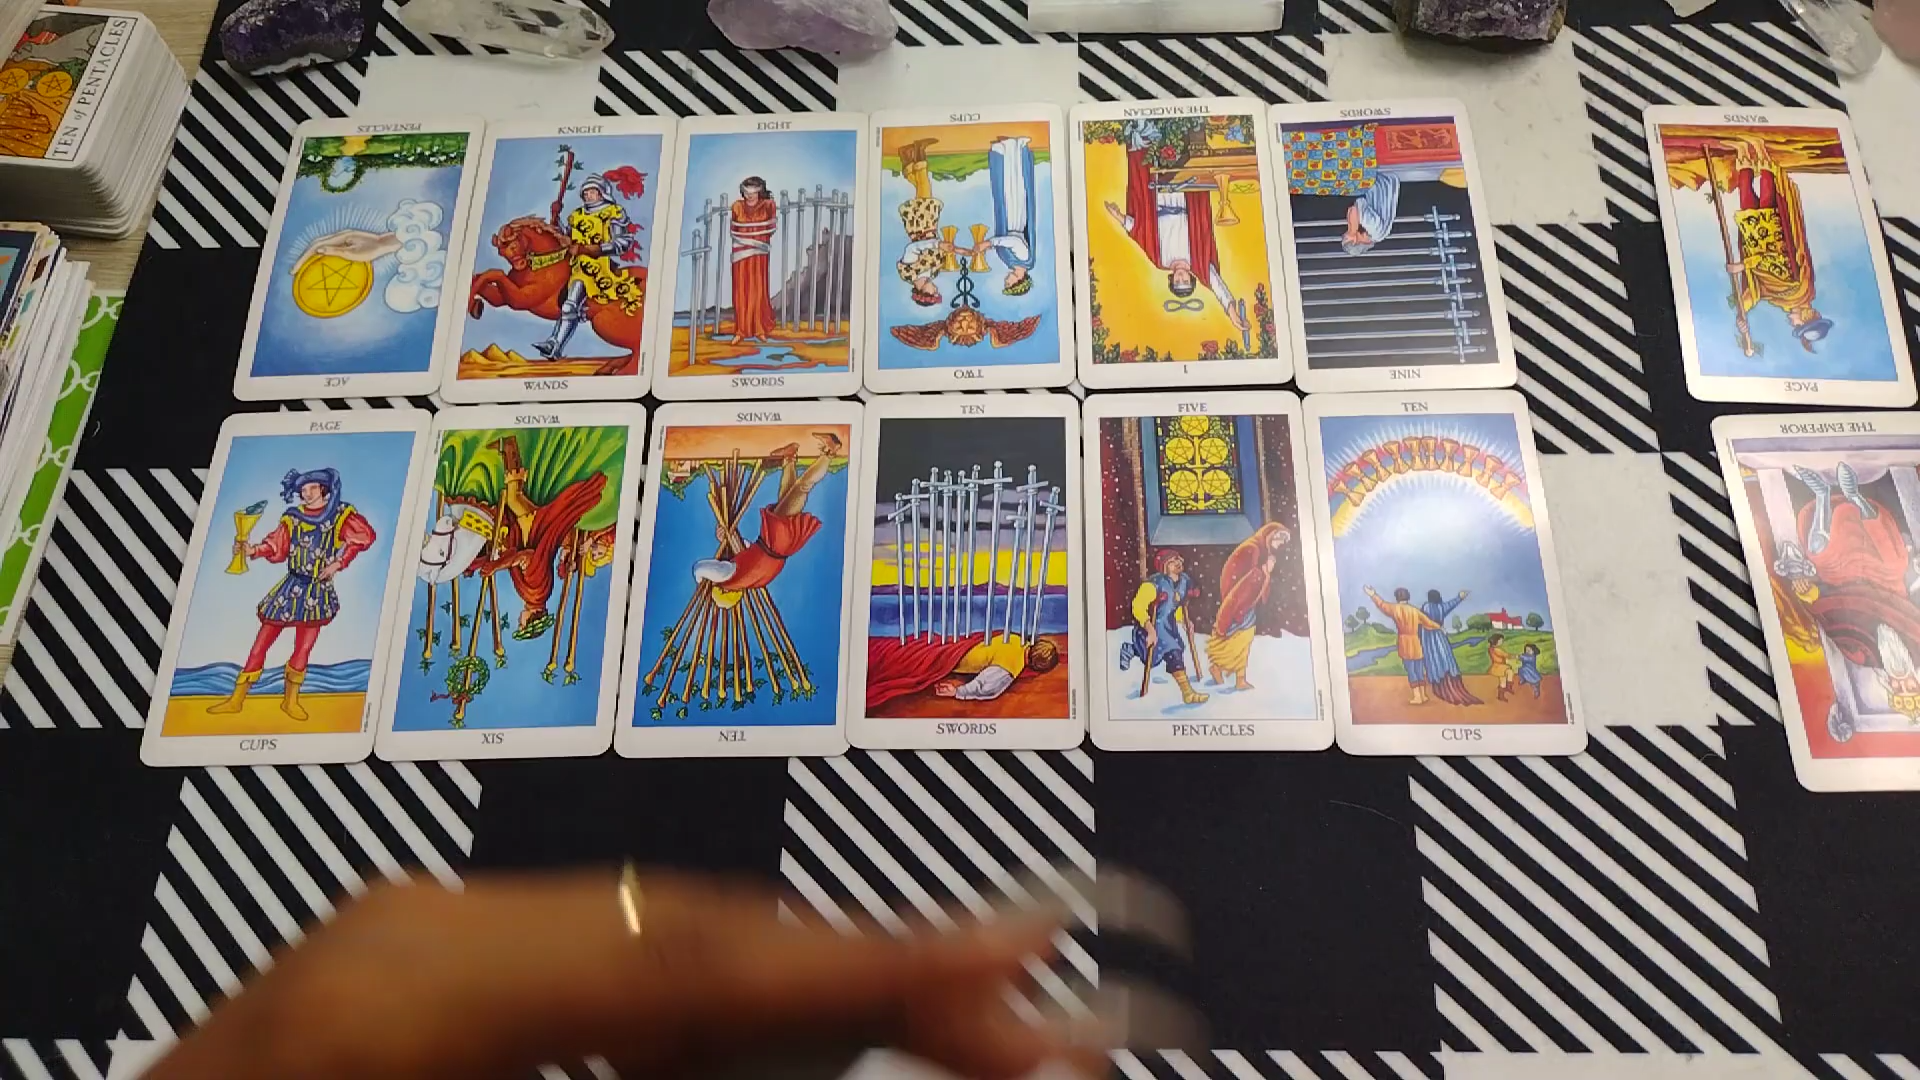 TEN of PENTACLES
PENTACLES
ACE
KNIGHT
WANDS
EIGHT
SWORDS
CUPS
TWO
THE MAGICIAN
1
SWORDS
NINE
WANDS
PAGE
PAGE
CUPS
WANDS
SIX
WANDS
TEN
TEN
SWORDS
FIVE
PENTACLES
TEN
CUPS
THE EMPEROR